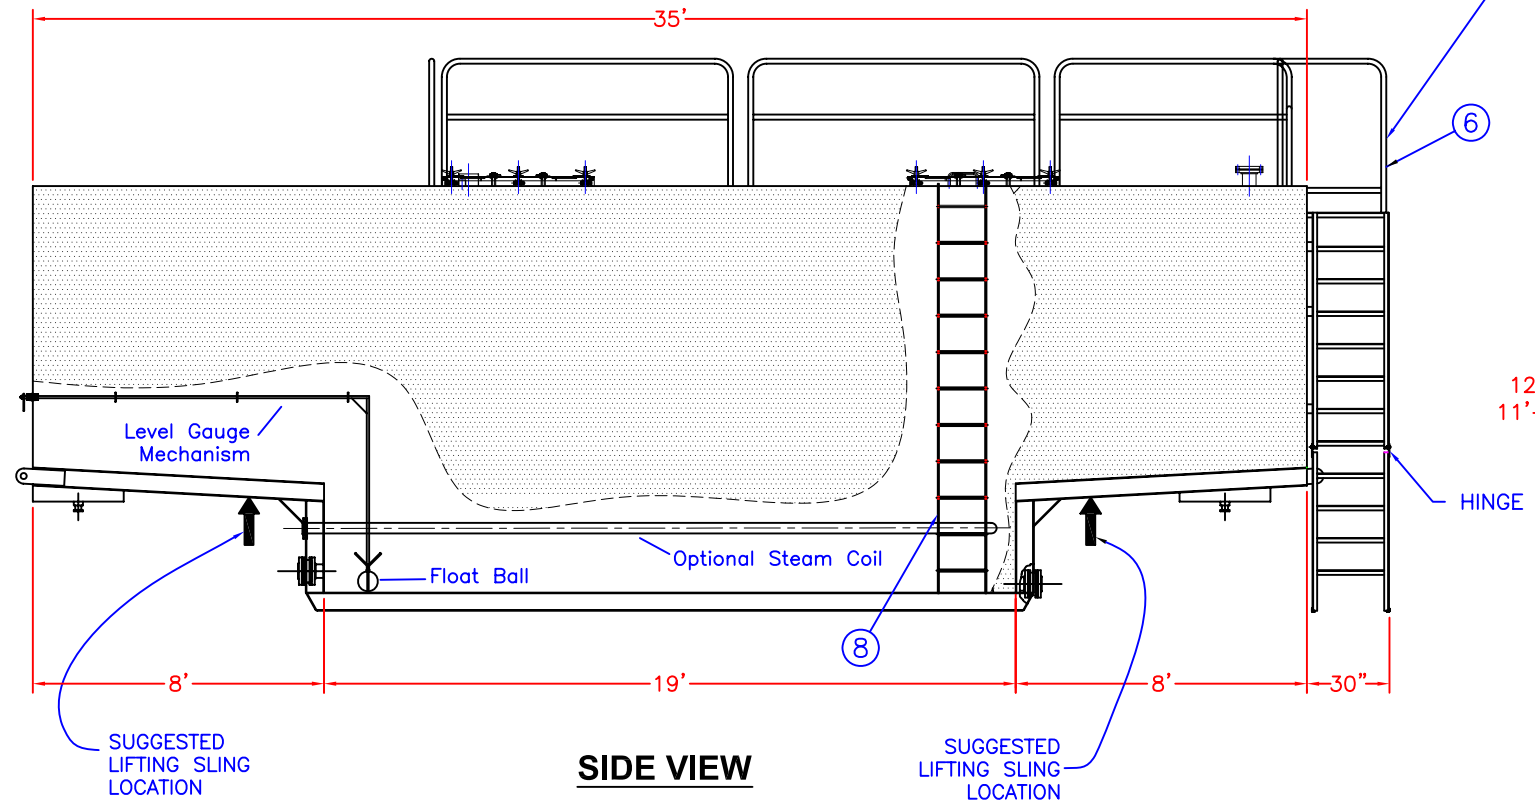 35'
6
Level Gauge
Mechanism
12
11'-
HINGE
Optional Steam Coil
Float Ball
8
8'
19'
8'
30"
SUGGESTED
LIFTING SLING
LOCATION
SIDE VIEW
SUGGESTED
LIFTING SLING
LOCATION